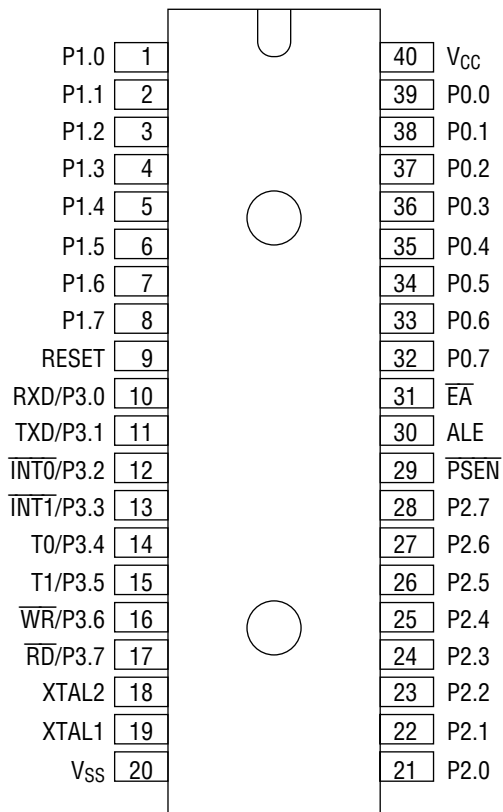 P1.0 1 40 VCC
P1.1 2 39 P0.0
P1.2 3 38 P0.1
P1.3 4 37 P0.2
P1.4 5 36 P0.3
P1.5 6 35 P0.4
P1.6 7 34 P0.5
P1.7 8 33 P0.6
RESET 9 32 P0.7
RXD/P3.0 10 31 E̅A̅
TXD/P3.1 11 30 ALE
I̅N̅T̅0̅/P3.2 12 29 P̅S̅E̅N̅
I̅N̅T̅1̅/P3.3 13 28 P2.7
T0/P3.4 14 27 P2.6
T1/P3.5 15 26 P2.5
W̅R̅/P3.6 16 25 P2.4
R̅D̅/P3.7 17 24 P2.3
XTAL2 18 23 P2.2
XTAL1 19 22 P2.1
VSS 20 21 P2.0